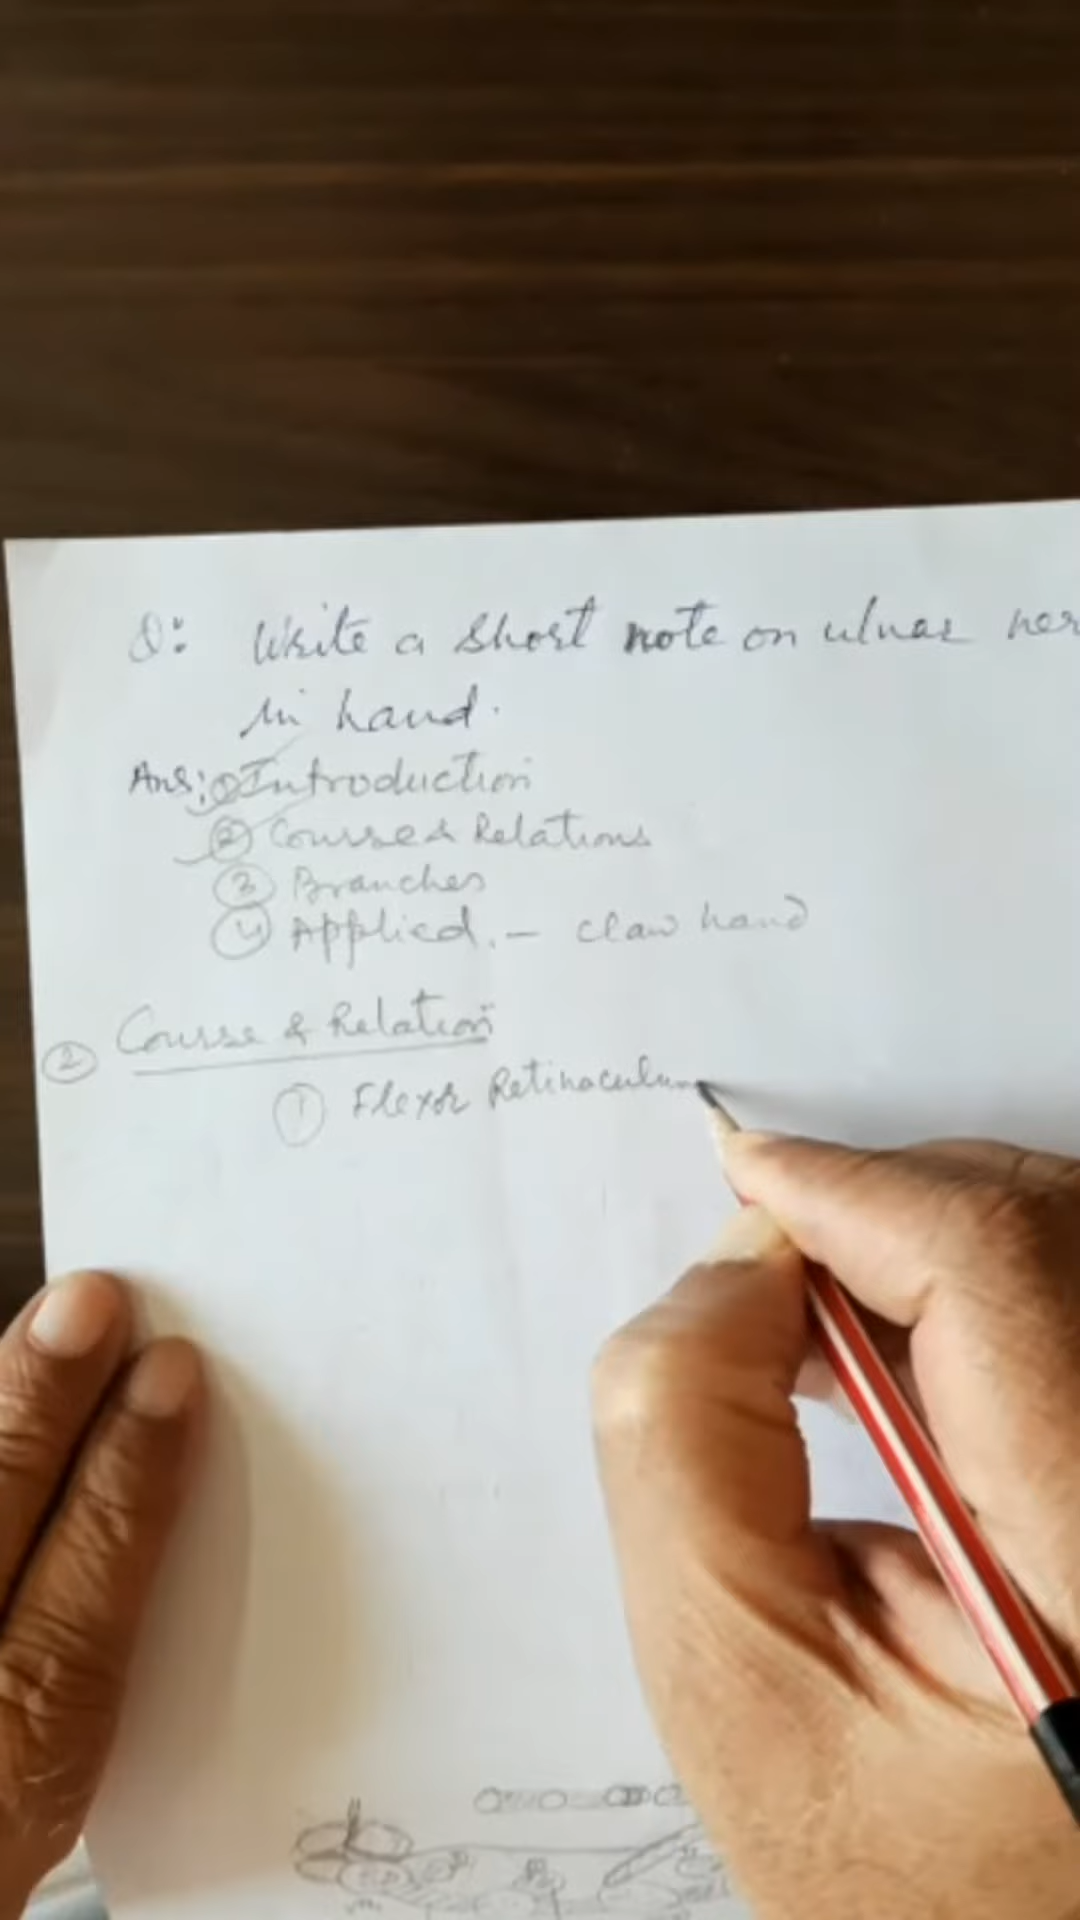 Q: Write a short note on ulnar ner
in hand.
Ans: ① Introduction
② Course & Relations
③ Branches
④ Applied. - claw hand
② Course & Relation
① Flexor Retinaculum